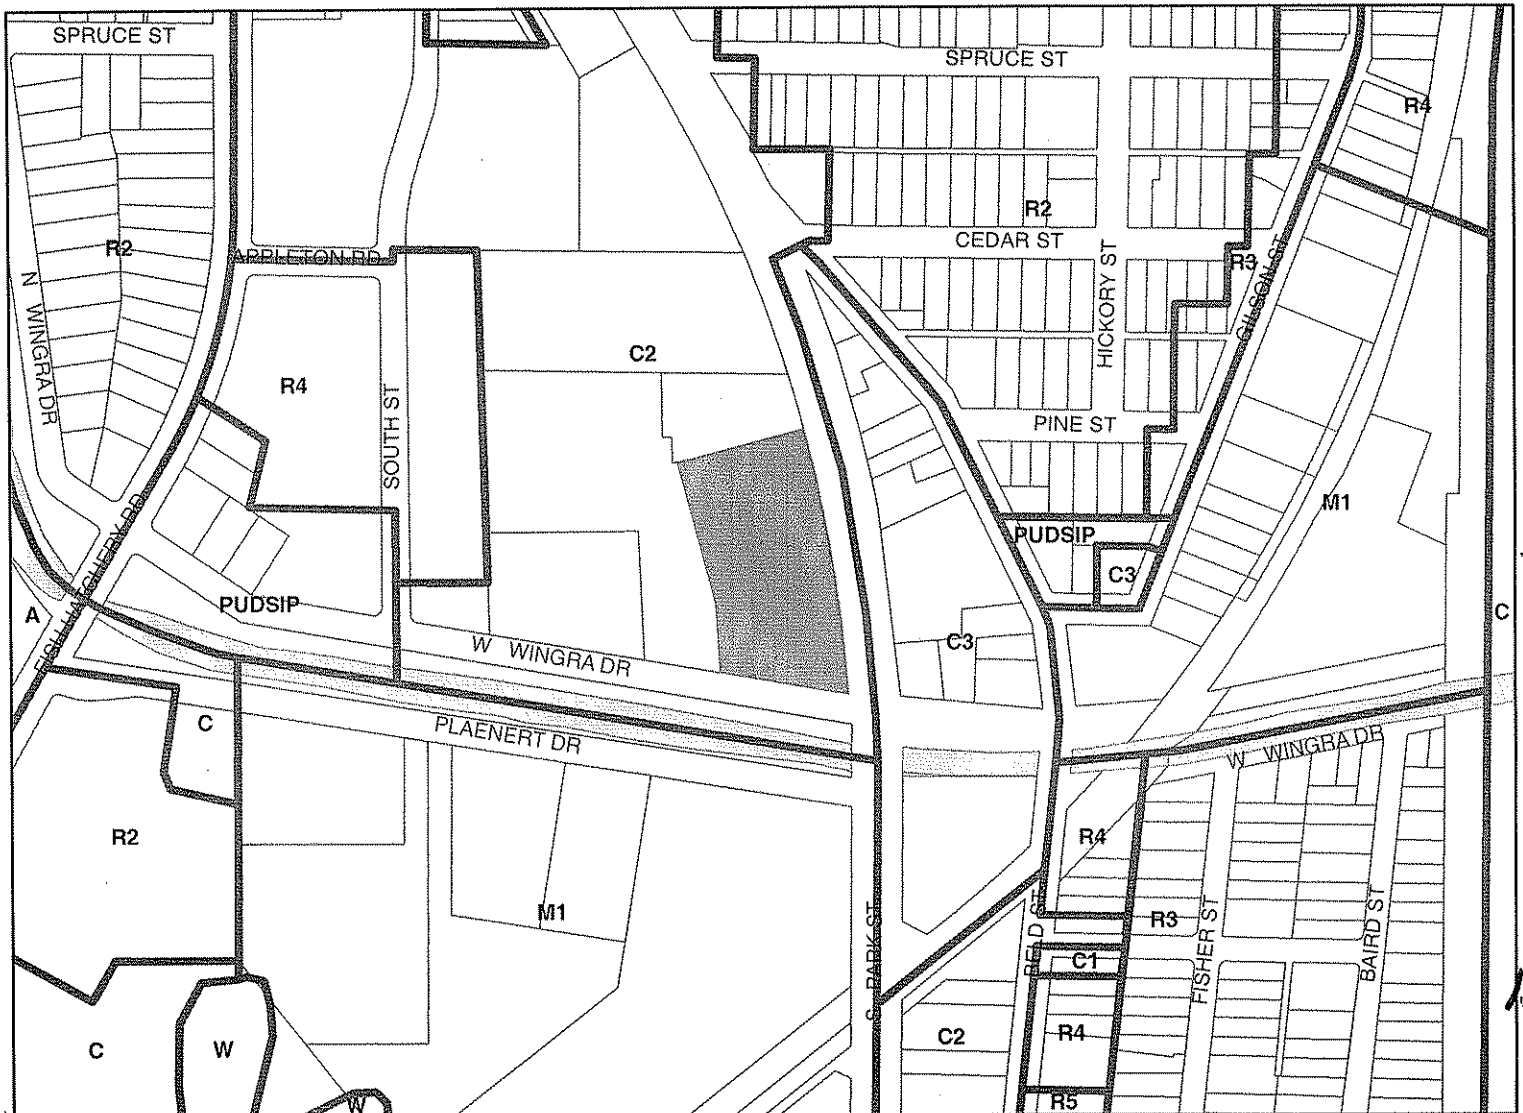 SPRUCE ST
SPRUCE ST
R4
R2
R2
CEDAR ST
APPLETON RD
R3
GILSON ST
HICKORY ST
N WINGRA DR
C2
R4
SOUTH ST
PINE ST
M1
FISH HATCHERY RD
PUDSIP
C3
PUDSIP
A
C
W WINGRA DR
C3
C
PLAENERT DR
W WINGRA DR
R2
R4
M1
S PARK ST
BELD ST
R3
FISHER ST
BAIRD ST
C1
C
W
C2
R4
W
R5